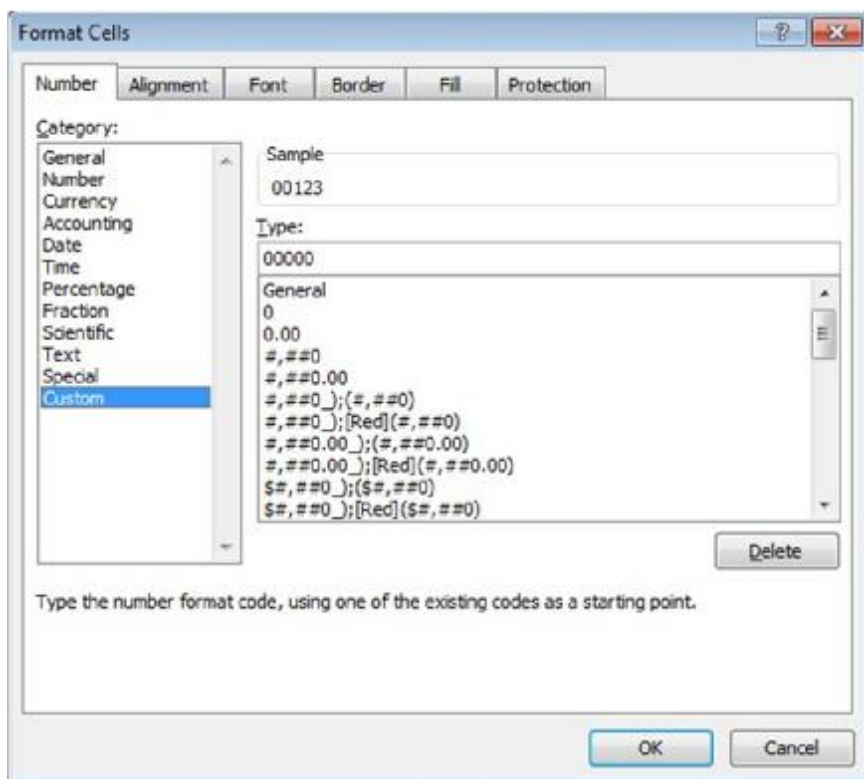 Format Cells
Number Alignment Font Border Fill Protection
Category:
General
Number
Currency
Accounting
Date
Time
Percentage
Fraction
Scientific
Text
Special
Custom
Sample
00123
Type:
00000
General
0
0.00
#,##0
#,##0.00
#,##0_);(#,##0)
#,##0_);[Red](#,##0)
#,##0.00_);(#,##0.00)
#,##0.00_);[Red](#,##0.00)
$#,##0_);($#,##0)
$#,##0_);[Red]($#,##0)
Delete
Type the number format code, using one of the existing codes as a starting point.
OK Cancel